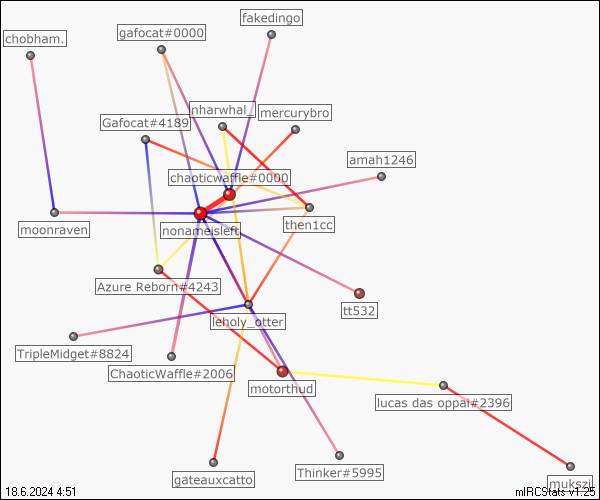 fakedingo
gafocat#0000
chobham.
nharwhal_
mercurybro
Gafocat#4189
amah1246
chaoticwaffle#0000
moonraven
nonameisleft
then1cc
Azure Reborn#4243
tt532
leholy_otter
TripleMidget#8824
ChaoticWaffle#2006
motorthud
lucas das oppai#2396
gateauxcatto
Thinker#5995
mukszi
18.6.2024 4:51
mIRCStats v1.25